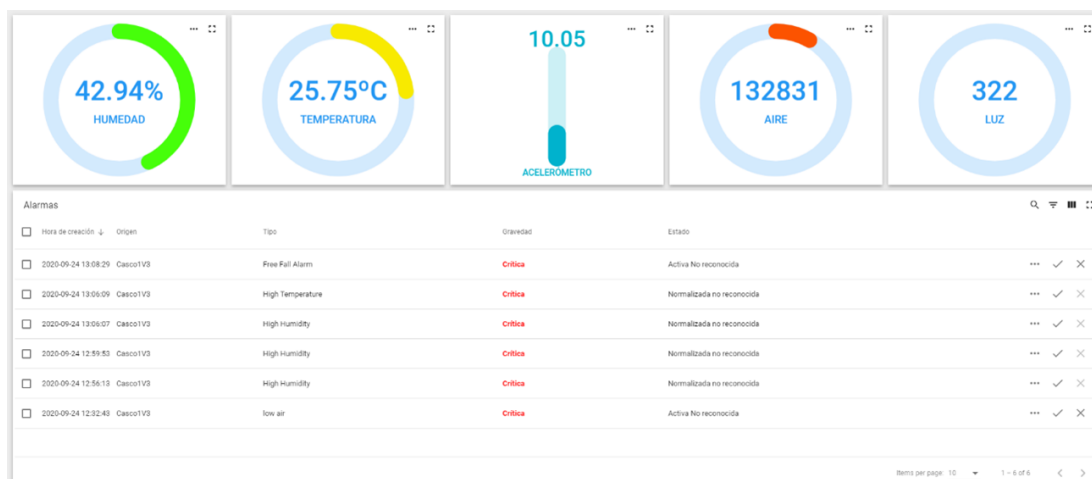 42.94%
HUMEDAD
25.75ºC
TEMPERATURA
10.05
ACELERÓMETRO
132831
AIRE
322
LUZ
Alarmas
Hora de creación ↓ Origen Tipo Gravedad Estado
2020-09-24 13:08:29 Casco1V3 Free Fall Alarm Crítica Activa No reconocida
2020-09-24 13:06:09 Casco1V3 High Temperature Crítica Normalizada no reconocida
2020-09-24 13:06:07 Casco1V3 High Humidity Crítica Normalizada no reconocida
2020-09-24 12:59:53 Casco1V3 High Humidity Crítica Normalizada no reconocida
2020-09-24 12:56:13 Casco1V3 High Humidity Crítica Normalizada no reconocida
2020-09-24 12:32:43 Casco1V3 low air Crítica Activa No reconocida
Items per page: 10 1 – 6 of 6